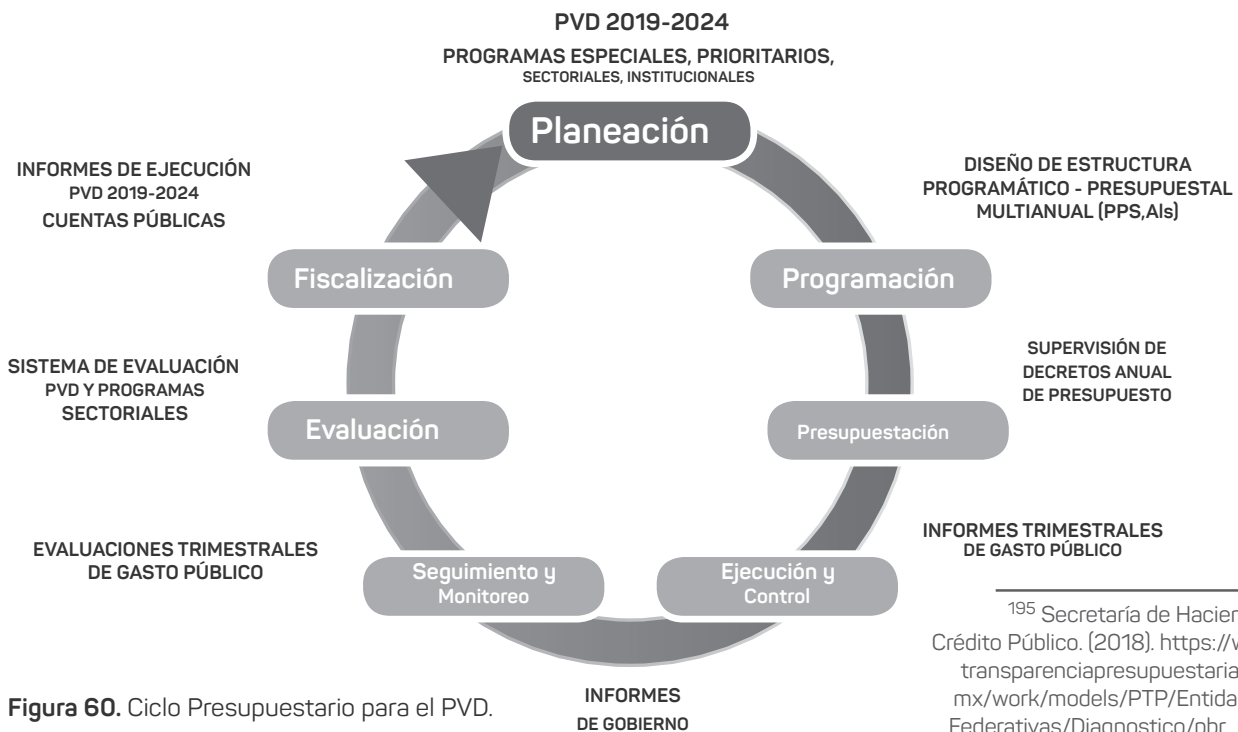 PVD 2019-2024
PROGRAMAS ESPECIALES, PRIORITARIOS,
SECTORIALES, INSTITUCIONALES
Planeación
INFORMES DE EJECUCIÓN
PVD 2019-2024
CUENTAS PÚBLICAS
DISEÑO DE ESTRUCTURA
PROGRAMÁTICO - PRESUPUESTAL
MULTIANUAL (PPS,AIs)
Fiscalización
Programación
SISTEMA DE EVALUACIÓN
PVD Y PROGRAMAS
SECTORIALES
SUPERVISIÓN DE
DECRETOS ANUAL
DE PRESUPUESTO
Evaluación
Presupuestación
EVALUACIONES TRIMESTRALES
DE GASTO PÚBLICO
INFORMES TRIMESTRALES
DE GASTO PÚBLICO
Seguimiento y
Monitoreo
Ejecución y
Control
INFORMES
DE GOBIERNO
Figura 60. Ciclo Presupuestario para el PVD.
195 Secretaría de Hacien
Crédito Público. (2018). https://
transparenciapresupuestaria
mx/work/models/PTP/Entida
Federativas/Diagnostico/pbr